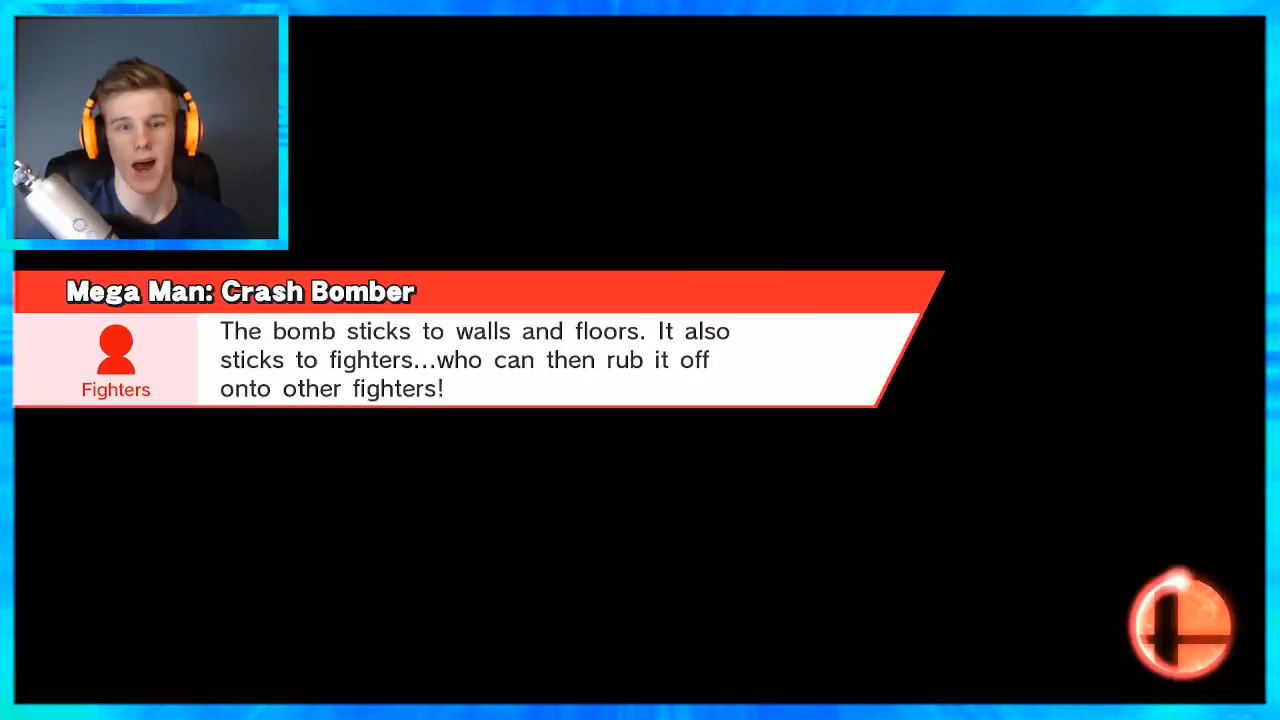 Mega Man: Crash Bomber
The bomb sticks to walls and floors. It also
sticks to fighters...who can then rub it off
onto other fighters!
Fighters